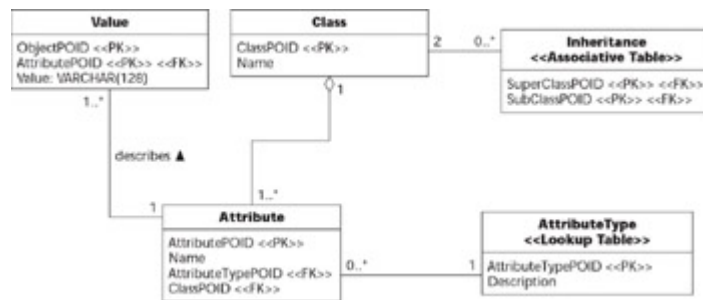 Value
ObjectPOID <<PK>>
AttributePOID <<PK>> <<FK>>
Value: VARCHAR(128)
Class
ClassPOID <<PK>>
Name
2
0..*
Inheritance
<<Associative Table>>
SuperClassPOID <<PK>> <<FK>>
SubClassPOID <<PK>> <<FK>>
1..*
1
describes ▲
1
1..*
Attribute
AttributePOID <<PK>>
Name
AttributeTypePOID <<FK>>
ClassPOID <<FK>>
0..*
1
AttributeType
<<Lookup Table>>
AttributeTypePOID <<PK>>
Description